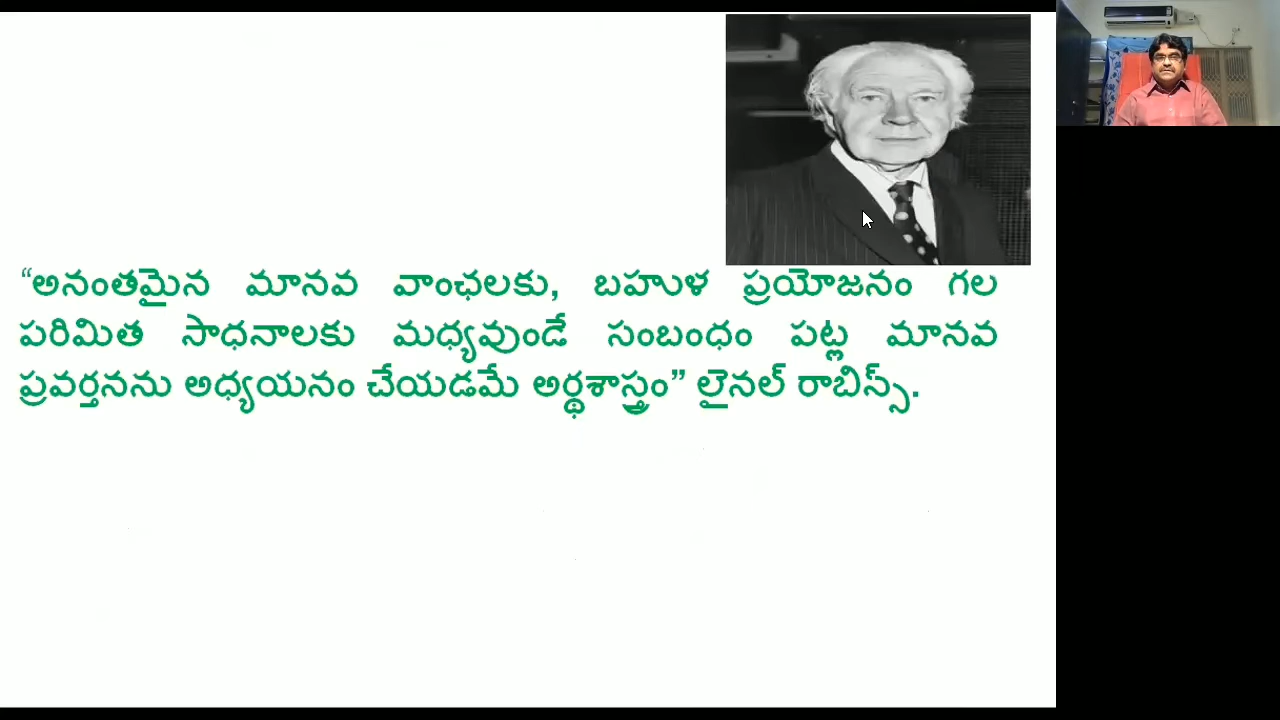 “అనంతమైన మానవ వాంఛలకు, బహుళ ప్రయోజనం గల
పరిమిత సాధనాలకు మధ్యవుండే సంబంధం పట్ల మానవ
ప్రవర్తనను అధ్యయనం చేయడమే అర్థశాస్త్రం” లైనల్ రాబిన్స్.